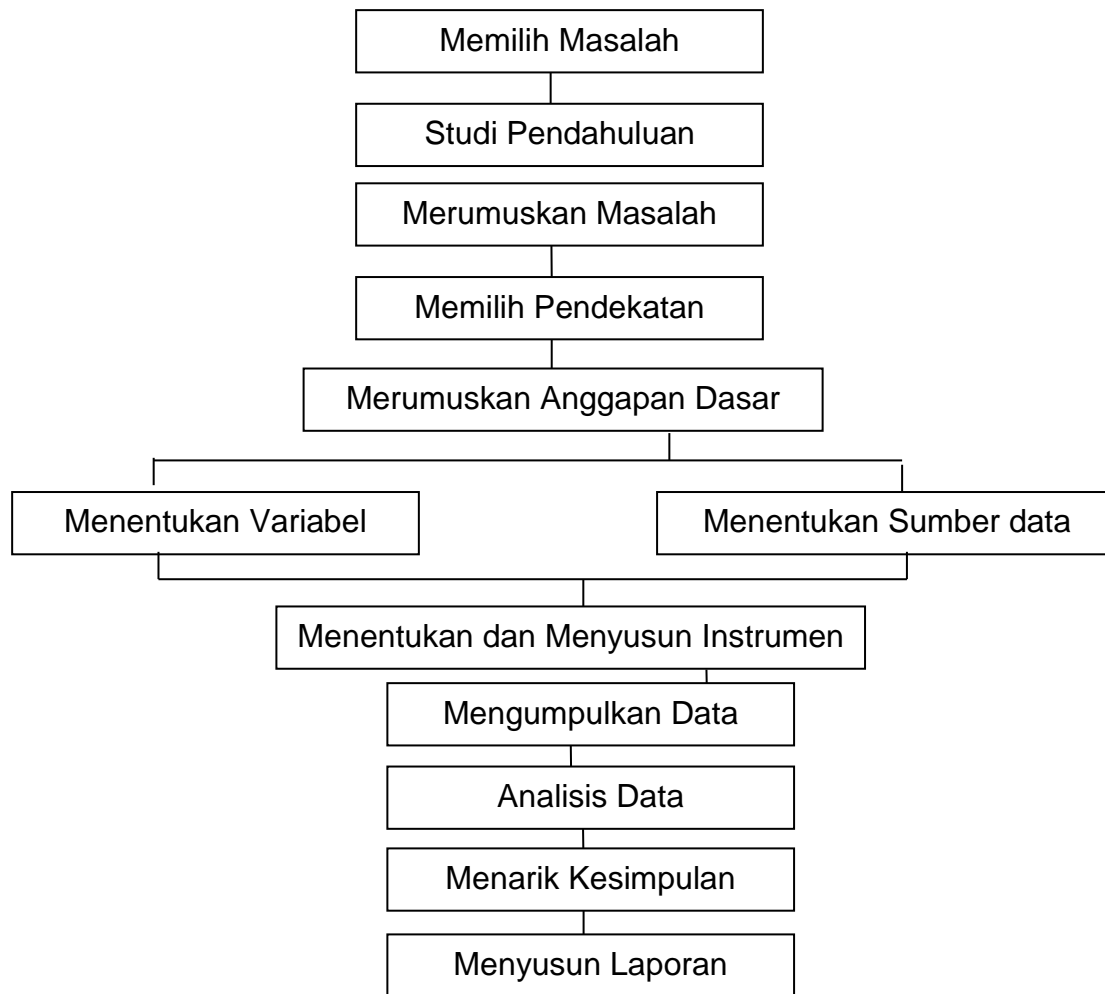 Memilih Masalah
Studi Pendahuluan
Merumuskan Masalah
Memilih Pendekatan
Merumuskan Anggapan Dasar
Menentukan Variabel
Menentukan Sumber data
Menentukan dan Menyusun Instrumen
Mengumpulkan Data
Analisis Data
Menarik Kesimpulan
Menyusun Laporan